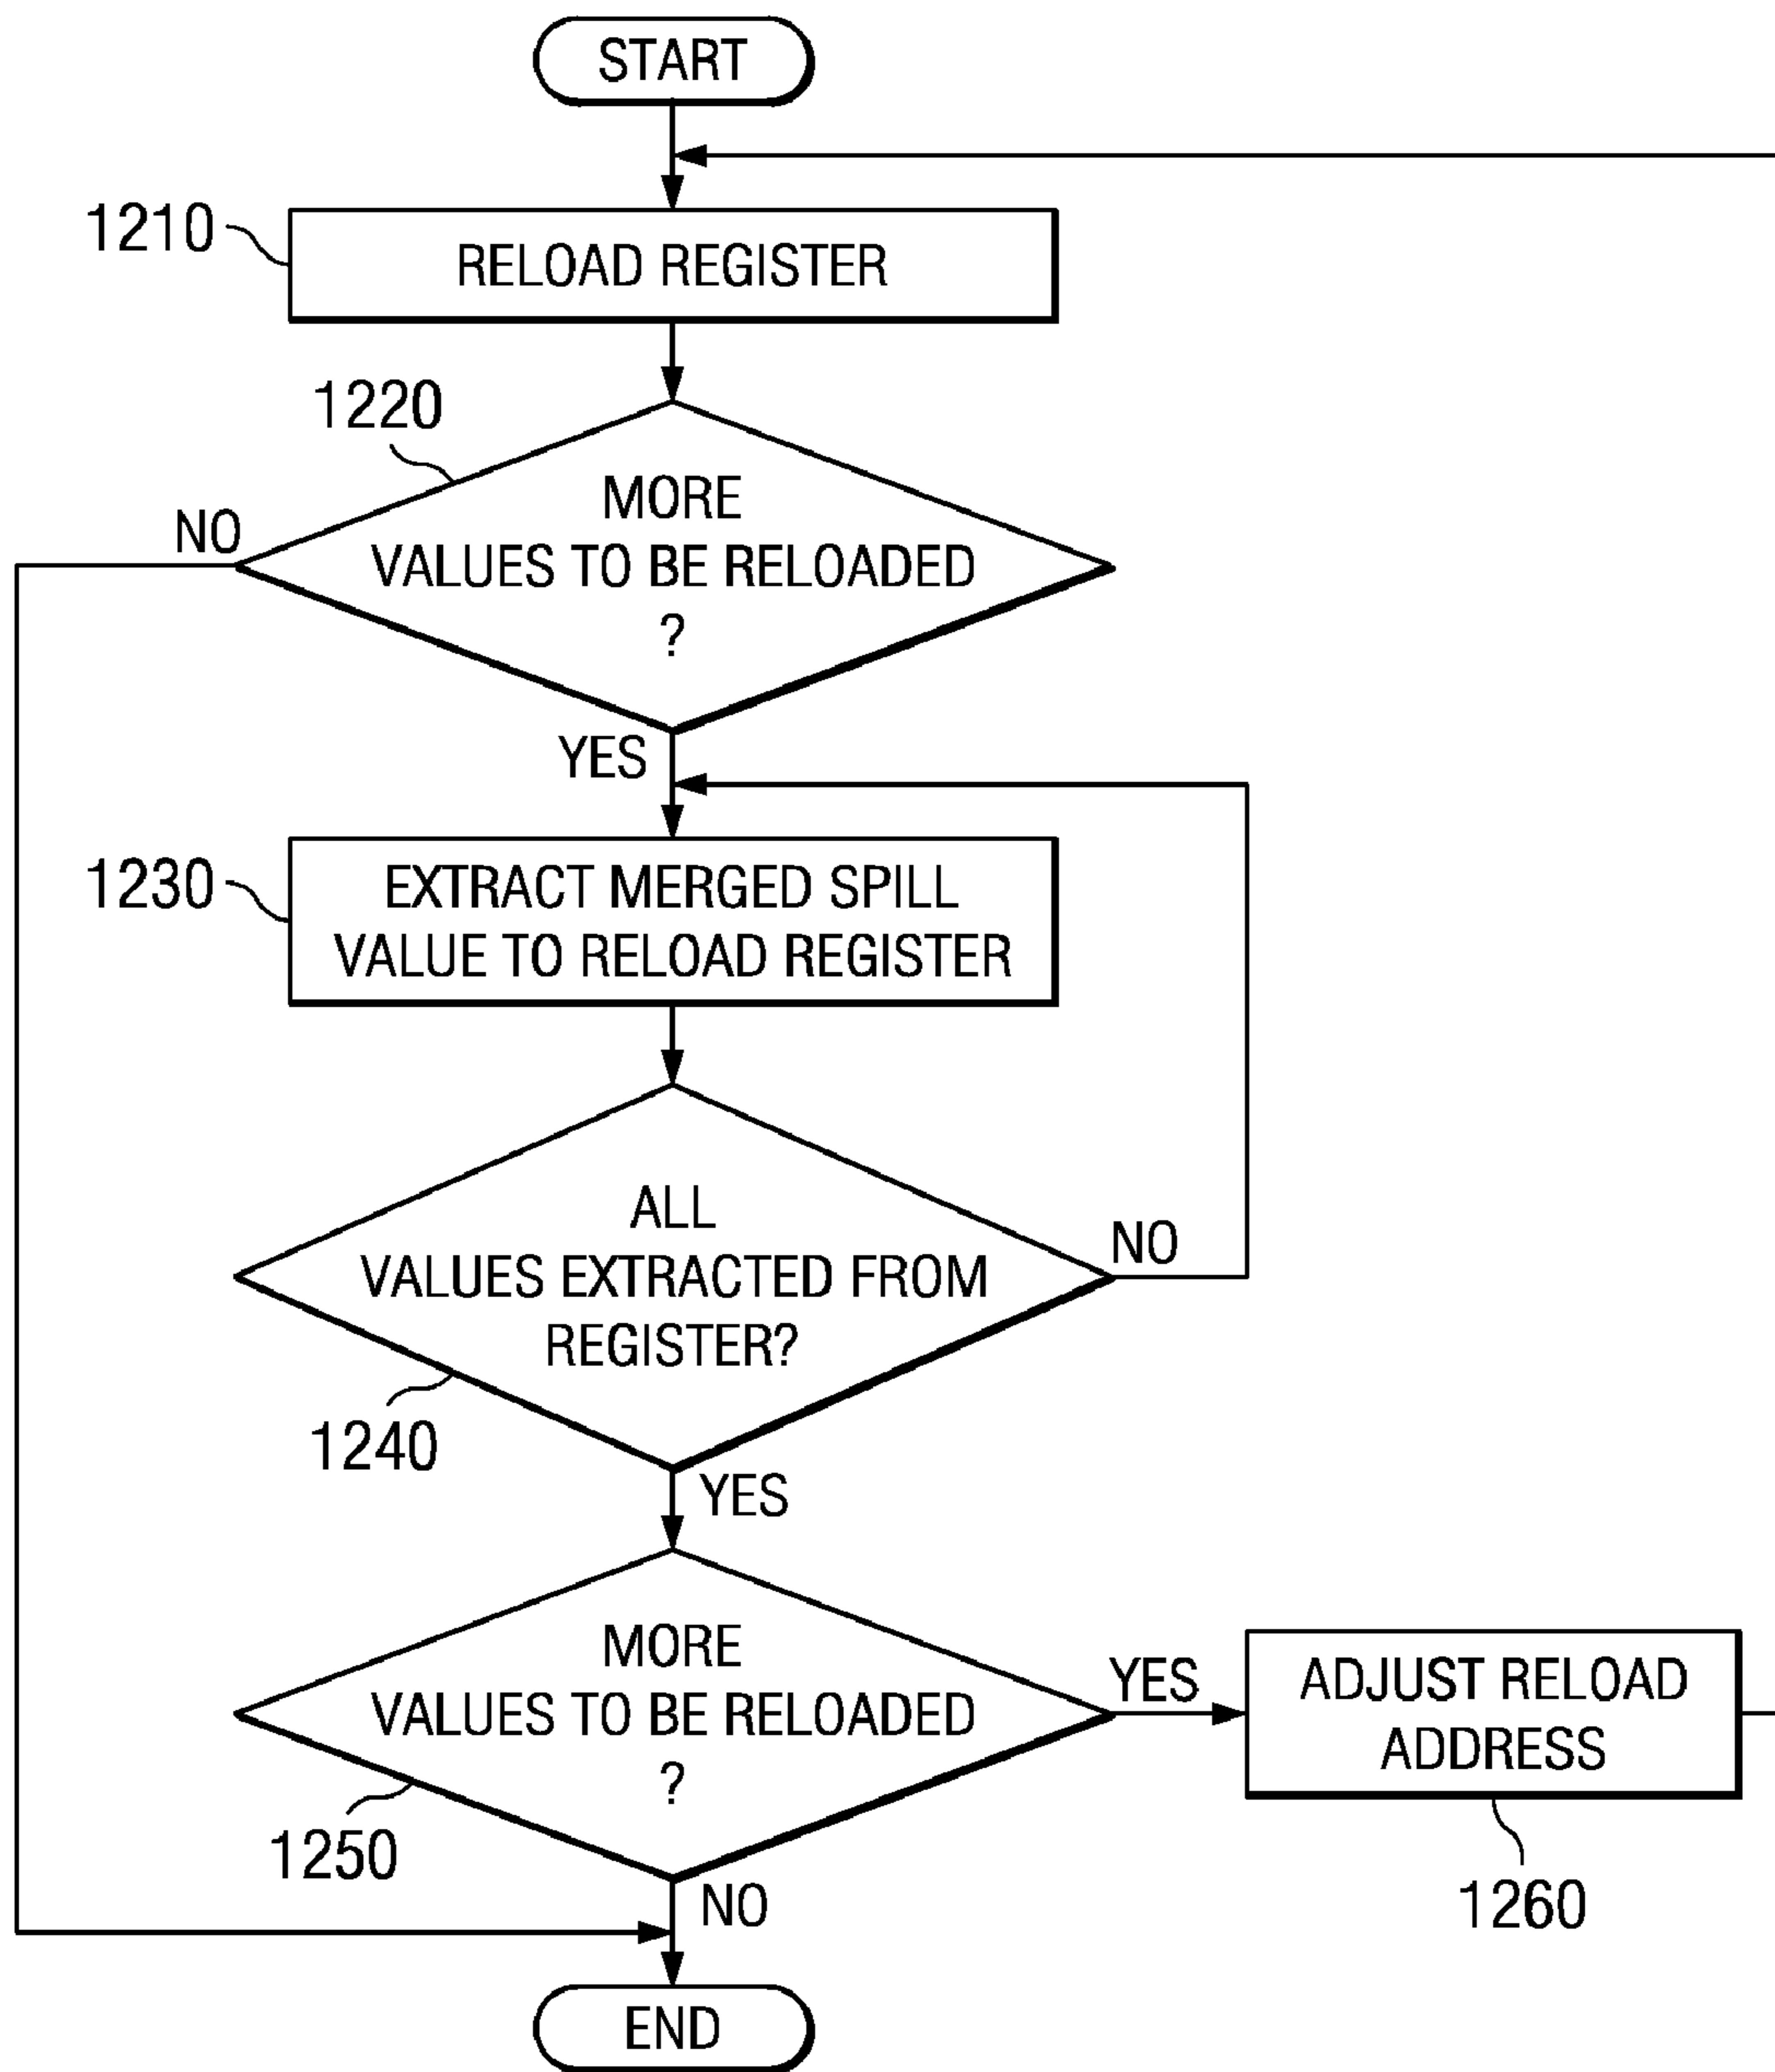 START
1210
RELOAD REGISTER
1220
NO
MORE
VALUES TO BE RELOADED
?
YES
1230
EXTRACT MERGED SPILL
VALUE TO RELOAD REGISTER
ALL
VALUES EXTRACTED FROM
REGISTER?
NO
1240
YES
MORE
VALUES TO BE RELOADED
?
YES
ADJUST RELOAD
ADDRESS
1250
NO
1260
END